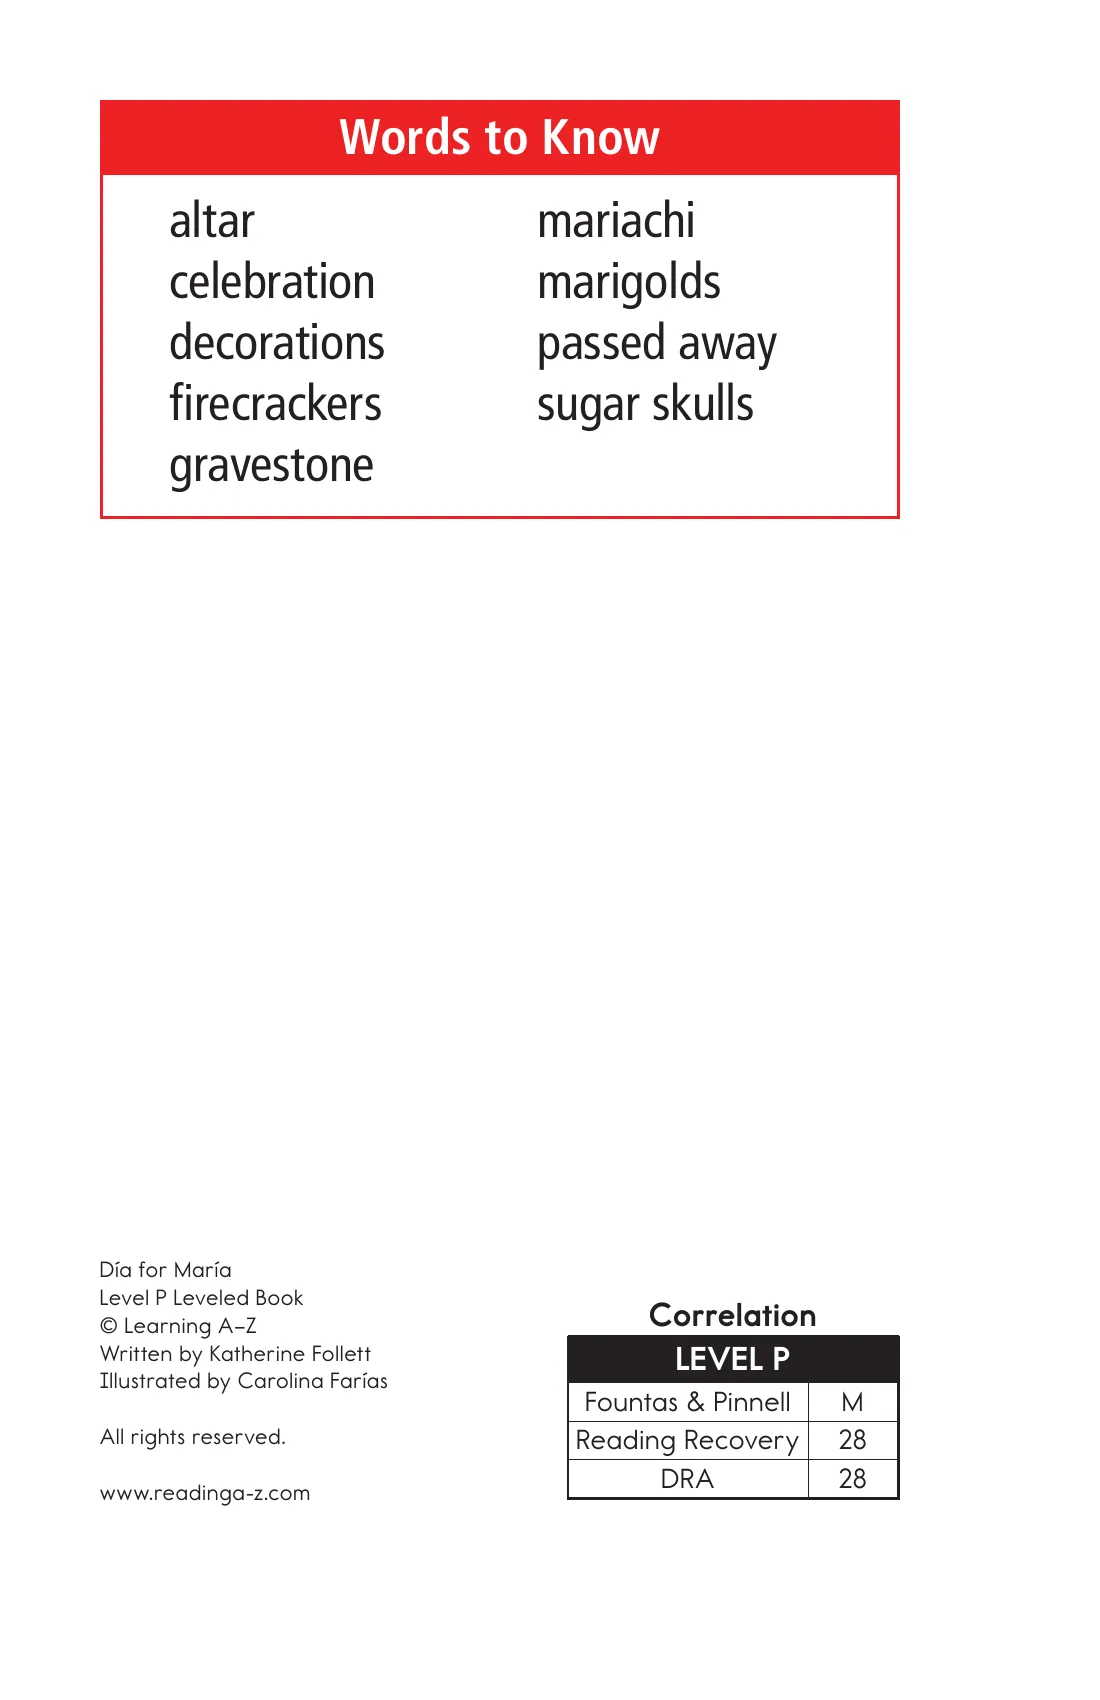 Words to Know
altar
celebration
decorations
firecrackers
gravestone
mariachi
marigolds
passed away
sugar skulls
Día for María
Level P Leveled Book
© Learning A–Z
Written by Katherine Follett
Illustrated by Carolina Farías
All rights reserved.
www.readinga-z.com
Correlation
LEVEL P
Fountas & Pinnell M
Reading Recovery 28
DRA 28